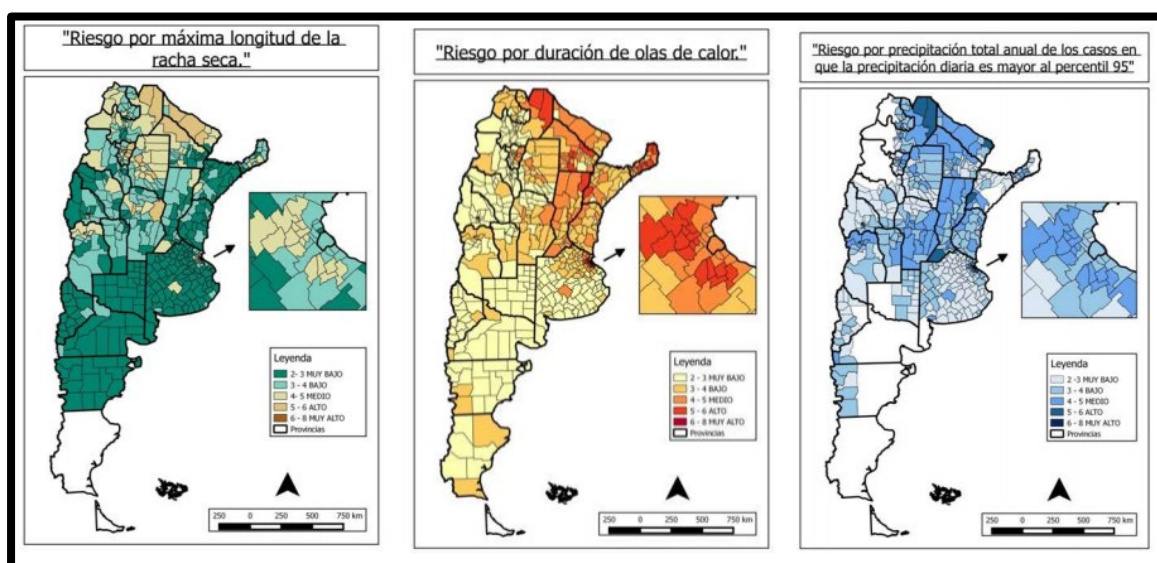 "Riesgo por máxima longitud de la
racha seca."
Leyenda
2- 3 MUY BAJO
3 - 4 BAJO
4- 5 MEDIO
5 - 6 ALTO
6 - 8 MUY ALTO
Provincias
250 0 250 500 750 km
"Riesgo por duración de olas de calor."
Leyenda
2 - 3 MUY BAJO
3 - 4 BAJO
4 - 5 MEDIO
5 - 6 ALTO
6 - 8 MUY ALTO
Provincias
250 0 250 500 750 km
"Riesgo por precipitación total anual de los casos en
que la precipitación diaria es mayor al percentil 95"
Leyenda
2 -3 MUY BAJO
3 - 4 BAJO
4 - 5 MEDIO
5 - 6 ALTO
6 - 8 MUY ALTO
Provincias
250 0 250 500 750 km